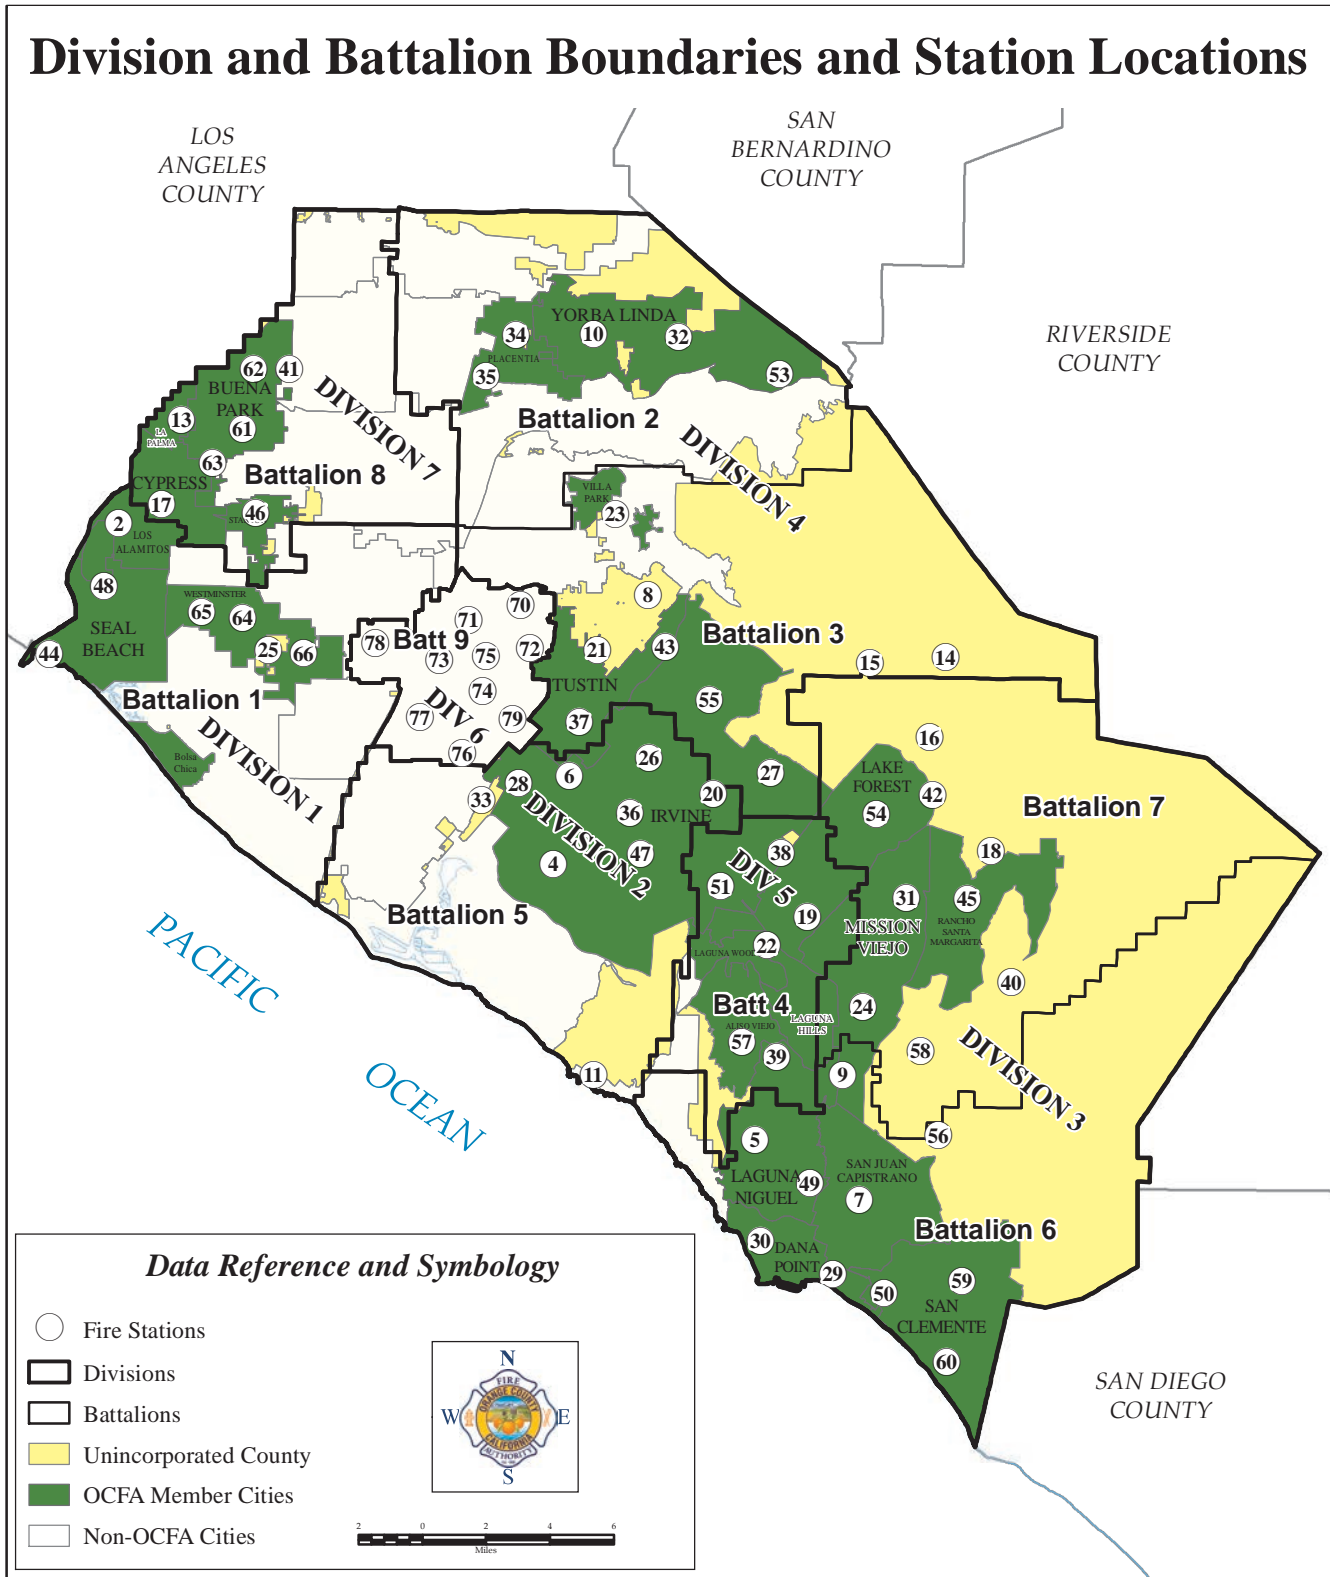 Division and Battalion Boundaries and Station Locations
LOS
ANGELES
COUNTY
SAN
BERNARDINO
COUNTY
RIVERSIDE
COUNTY
YORBA LINDA
34
10
32
PLACENTIA
35
53
62
41
BUENA
PARK
13
LA
PALMA
61
DIVISION 7
Battalion 2
DIVISION 4
63
CYPRESS
Battalion 8
17
46
VILLA
PARK
23
2
LOS
ALAMITOS
48
WESTMINSTER
65
64
SEAL
BEACH
44
25
66
78
Batt 9
70
71
72
73
75
74
77
79
DIV 6
76
8
21
43
Battalion 3
TUSTIN
55
37
15
14
Battalion 1
DIVISION 1
Bolsa
Chica
6
26
28
33
20
27
36
IRVINE
DIVISION 2
4
47
16
LAKE
FOREST
42
54
Battalion 7
18
38
DIV 5
51
19
31
45
MISSION
VIEJO
RANCHO
SANTA
MARGARITA
22
Battalion 5
40
24
Batt 4
ALISO VIEJO
LAGUNA
HILLS
57
39
58
DIVISION 3
9
11
PACIFIC
OCEAN
5
56
SAN JUAN
CAPISTRANO
LAGUNA
NIGUEL
49
7
Battalion 6
30
DANA
POINT
29
50
59
SAN
CLEMENTE
60
SAN DIEGO
COUNTY
Data Reference and Symbology
Fire Stations
Divisions
Battalions
Unincorporated County
OCFA Member Cities
Non-OCFA Cities
N
W
E
S
FIRE
ORANGE COUNTY
CALIFORNIA
AUTHORITY
2 0 2 4 6
Miles